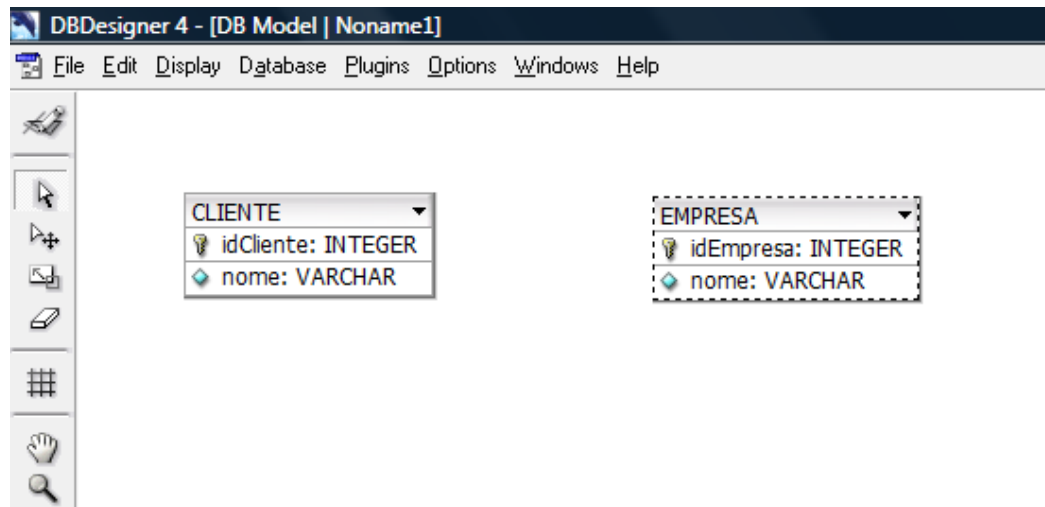 DBDesigner 4 - [DB Model | Noname1]
File Edit Display Database Plugins Options Windows Help
CLIENTE
idCliente: INTEGER
nome: VARCHAR
EMPRESA
idEmpresa: INTEGER
nome: VARCHAR